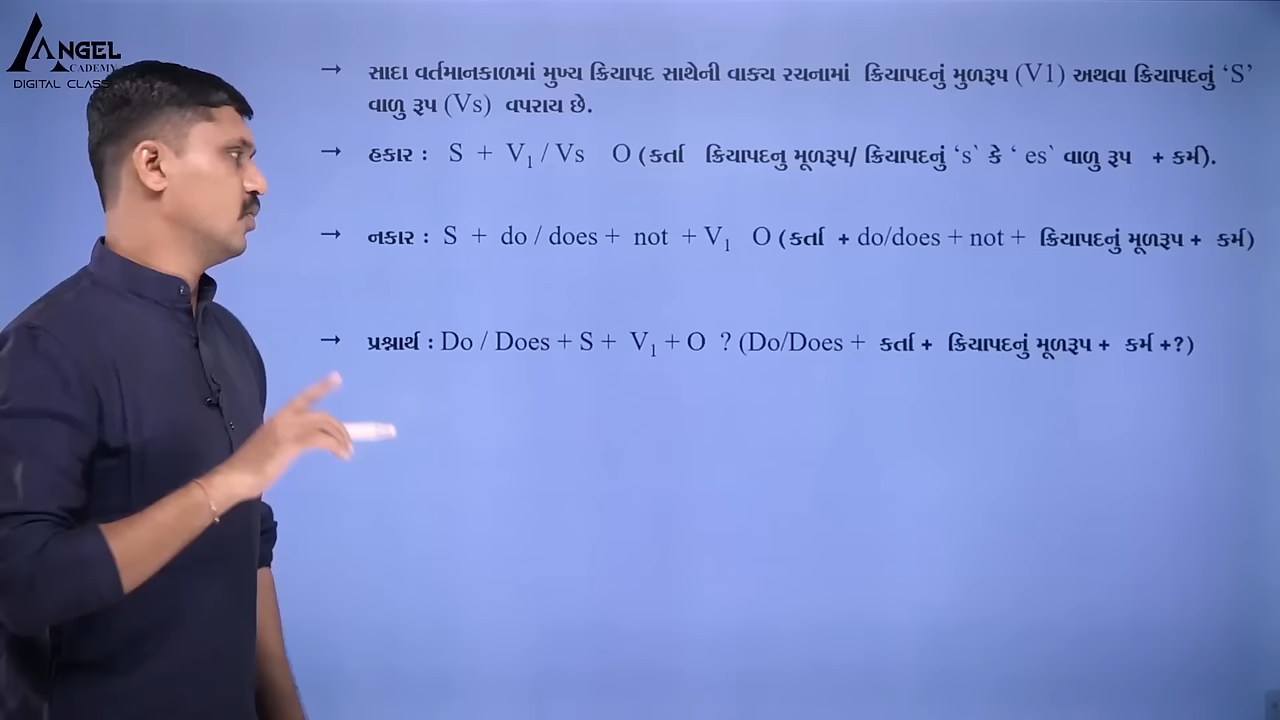 ANGEL
ACADEMY
DIGITAL CLASS
→ સાદા વર્તમાનકાળમાં મુખ્ય ક્રિયાપદ સાથેની વાક્ય રચનામાં ક્રિયાપદનું મુળરૂપ (V1) અથવા ક્રિયાપદનું ‘S’
વાળુ રૂપ (Vs) વપરાય છે.
→ હકાર : S + V₁ / Vs O (કર્તા ક્રિયાપદનુ મૂળરૂપ/ ક્રિયાપદનું ‘s` કે ‘ es` વાળુ રૂપ + કર્મ).
→ નકાર : S + do / does + not + V₁ O (કર્તા + do/does + not + ક્રિયાપદનું મૂળરૂપ + કર્મ)
→ પ્રશ્નાર્થ : Do / Does + S + V₁ + O ? (Do/Does + કર્તા + ક્રિયાપદનું મૂળરૂપ + કર્મ +?)